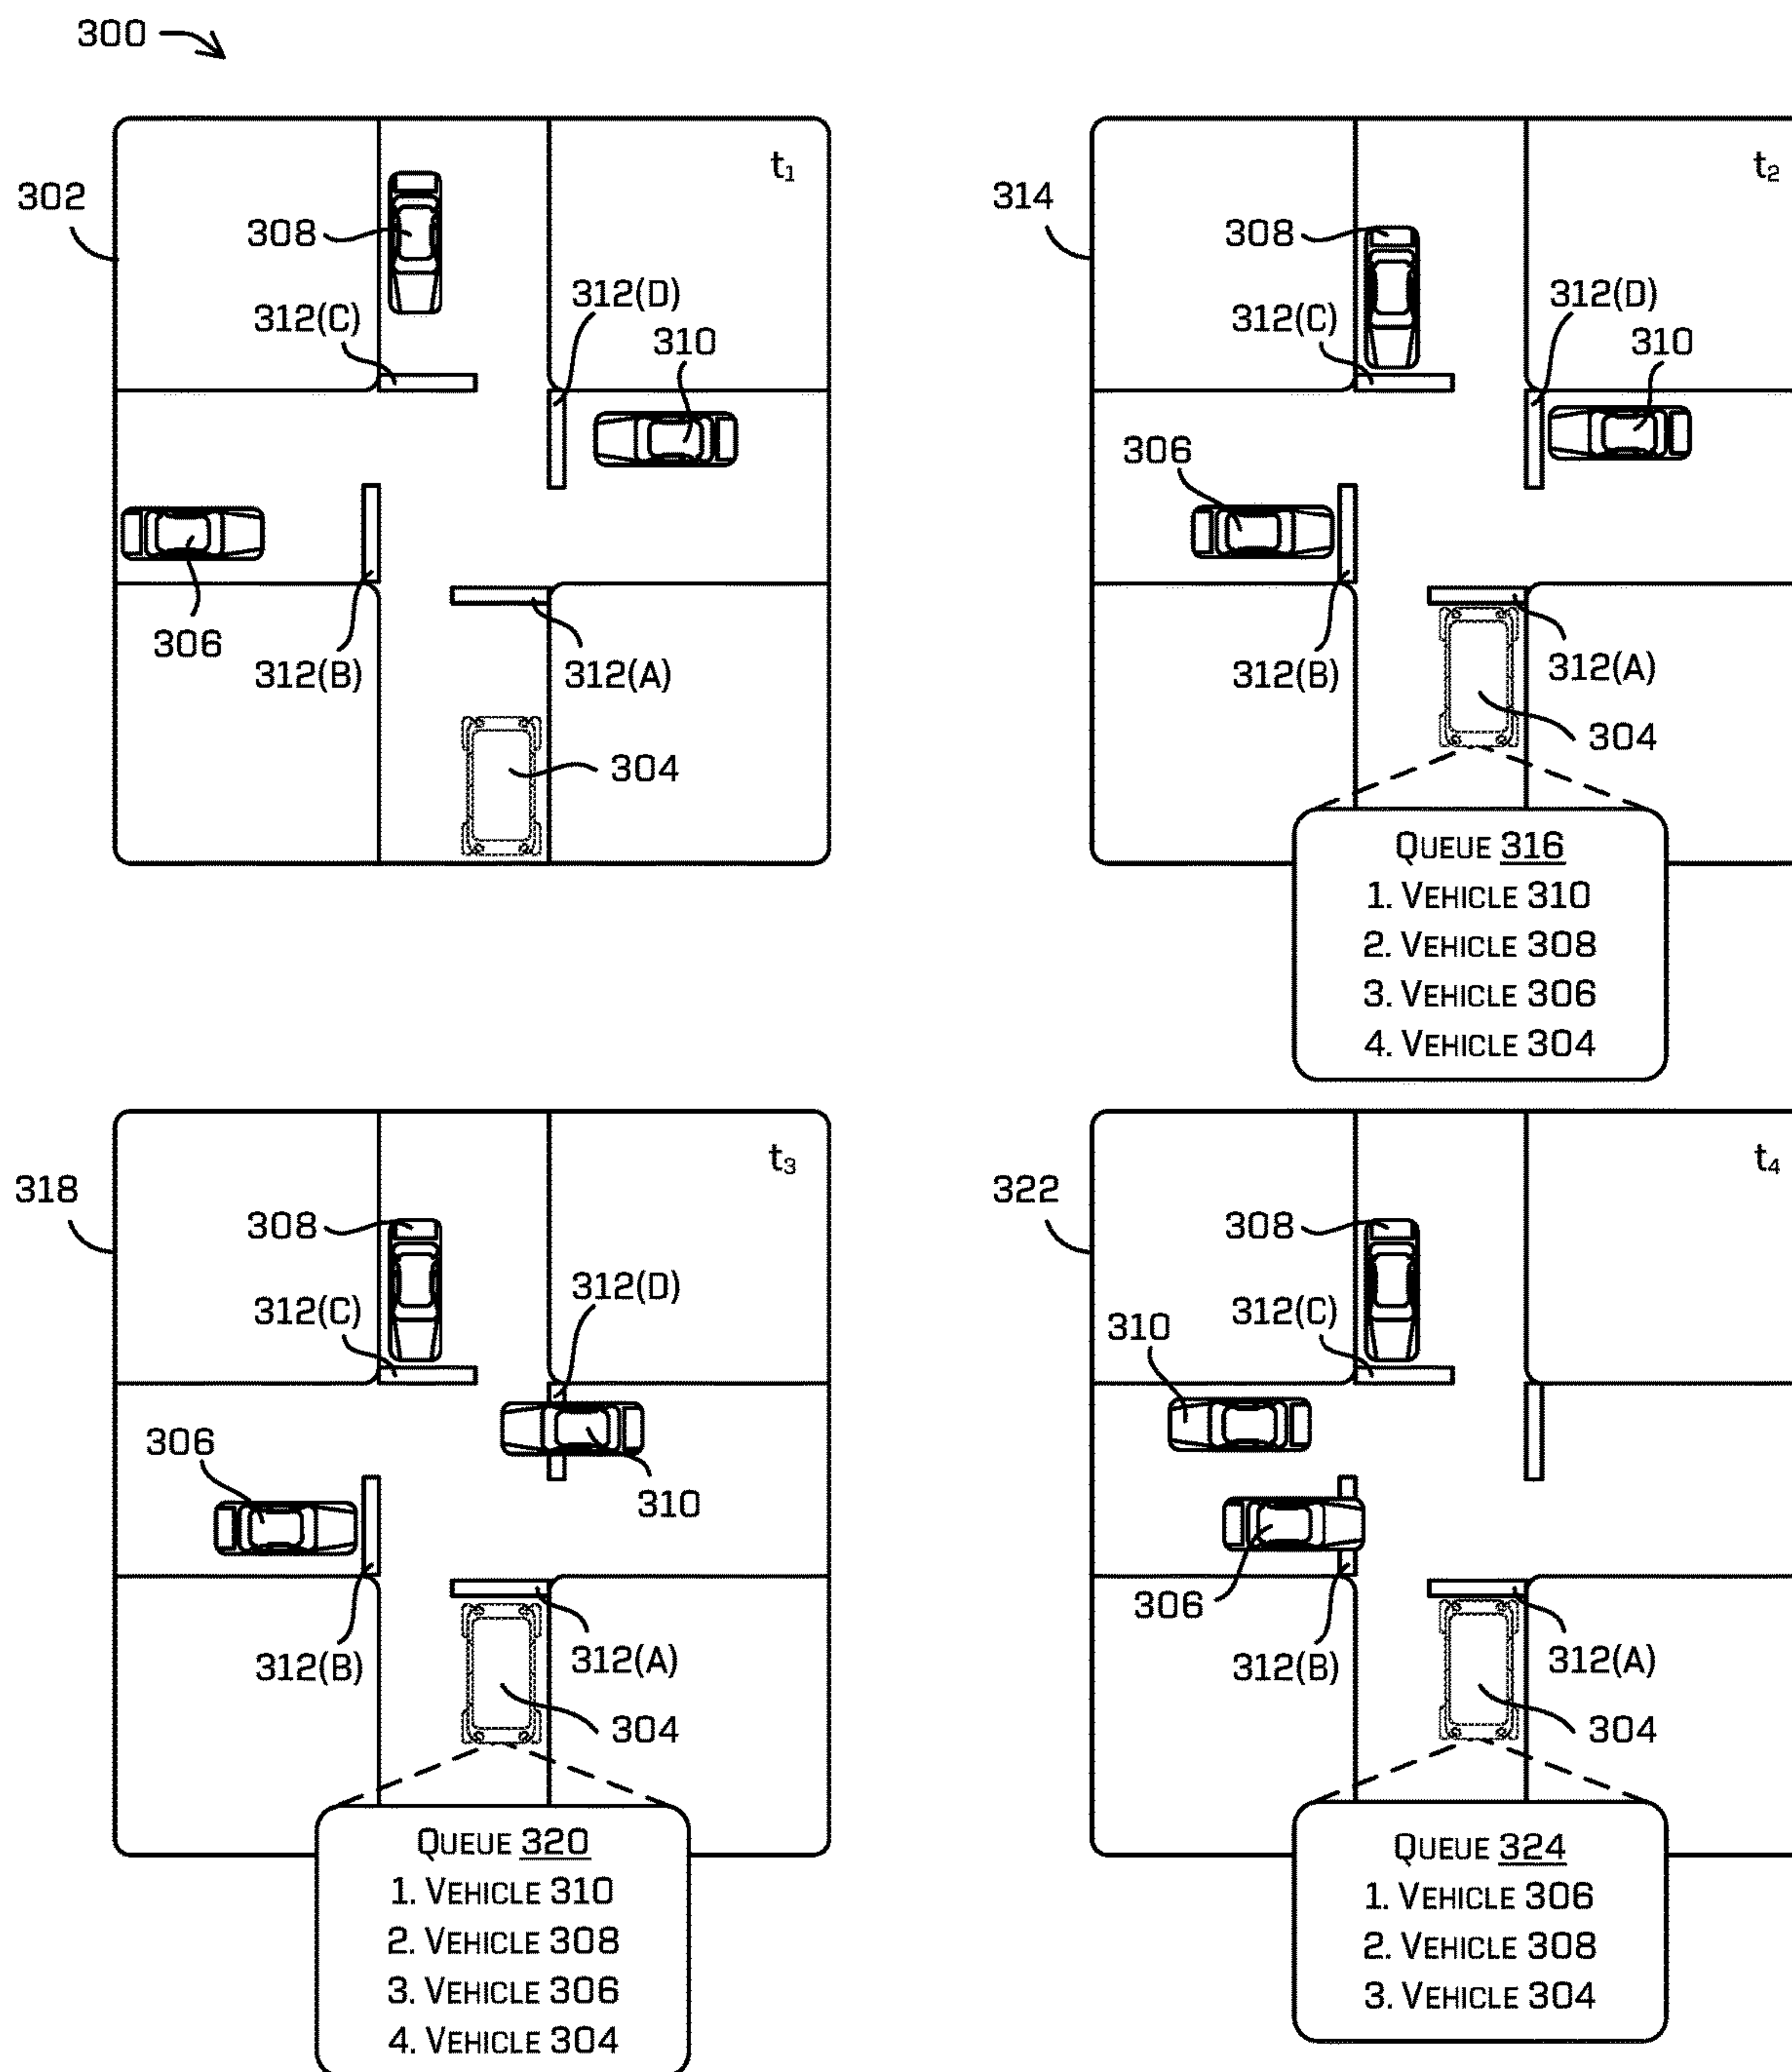 300
302
t1
308
312(D)
312(C)
310
306
312(B)
312(A)
304
314
t2
308
312(D)
312(C)
310
306
312(B)
312(A)
304
QUEUE 316
1. VEHICLE 310
2. VEHICLE 308
3. VEHICLE 306
4. VEHICLE 304
318
t3
308
312(D)
312(C)
306
310
312(B)
312(A)
304
QUEUE 320
1. VEHICLE 310
2. VEHICLE 308
3. VEHICLE 306
4. VEHICLE 304
322
t4
308
312(C)
310
306
312(B)
312(A)
304
QUEUE 324
1. VEHICLE 306
2. VEHICLE 308
3. VEHICLE 304